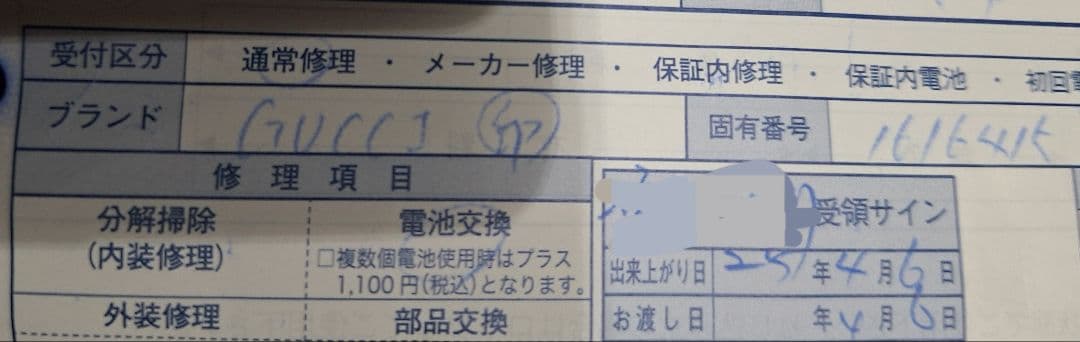 受付区分 通常修理 ・ メーカー修理 ・ 保証内修理 ・ 保証内電池 ・ 初回電
ブランド GUCCI 固有番号
修理項目
分解掃除 電池交換
(内装修理) □複数個電池使用時はプラス
1,100円(税込)となります。
外装修理 部品交換
受領サイン
出来上がり日 25年4月6日
お渡し日 年4月6日